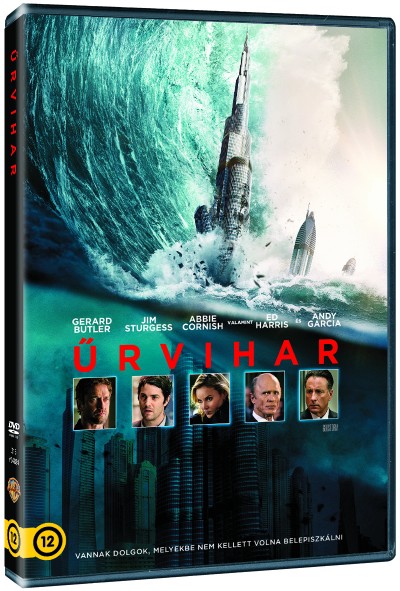 ŰRVIHAR
DVD
12
GERARD BUTLER
JIM STURGESS
ABBIE CORNISH
VALAMINT
ED HARRIS
ÉS
ANDY GARCIA
ŰRVIHAR
12
VANNAK DOLGOK, MELYEKBE NEM KELLETT VOLNA BELEPISZKÁLNI